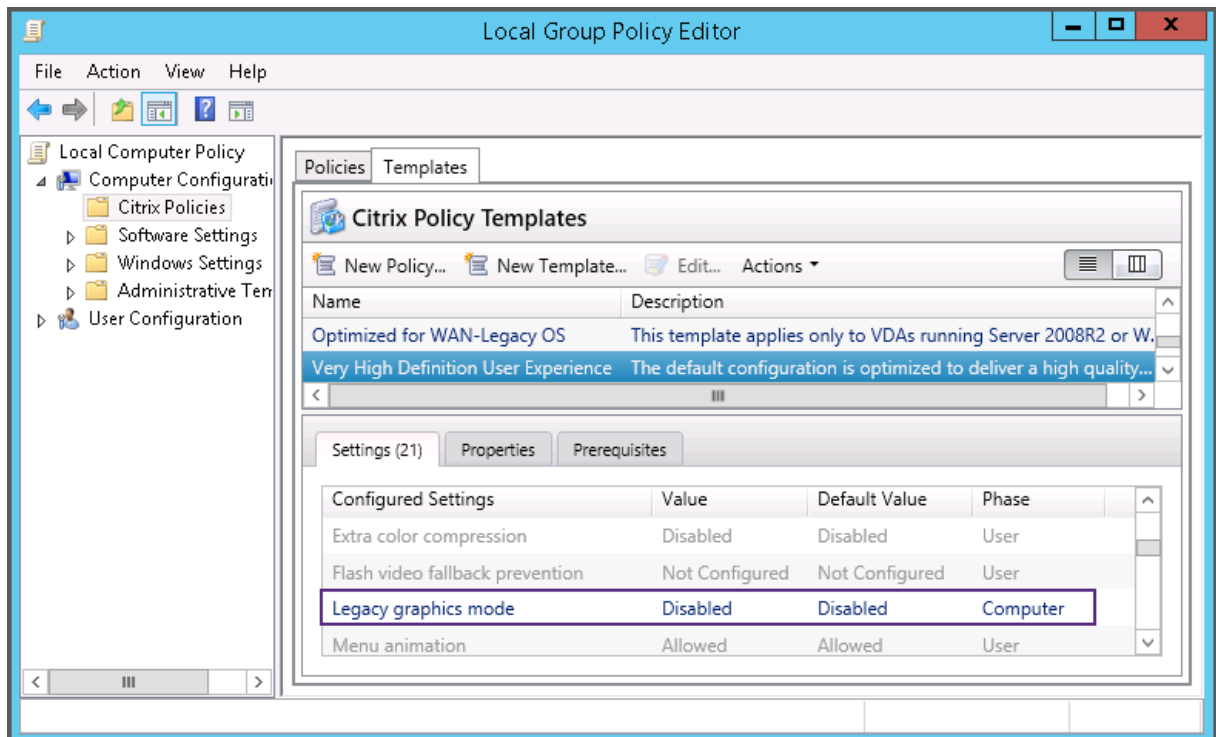 Local Group Policy Editor
File Action View Help
Local Computer Policy
Computer Configurati
Citrix Policies
Software Settings
Windows Settings
Administrative Tem
User Configuration
Policies Templates
Citrix Policy Templates
New Policy... New Template... Edit... Actions
Name Description
Optimized for WAN-Legacy OS This template applies only to VDAs running Server 2008R2 or W.
Very High Definition User Experience The default configuration is optimized to deliver a high quality...
Settings (21) Properties Prerequisites
Configured Settings Value Default Value Phase
Extra color compression Disabled Disabled User
Flash video fallback prevention Not Configured Not Configured User
Legacy graphics mode Disabled Disabled Computer
Menu animation Allowed Allowed User